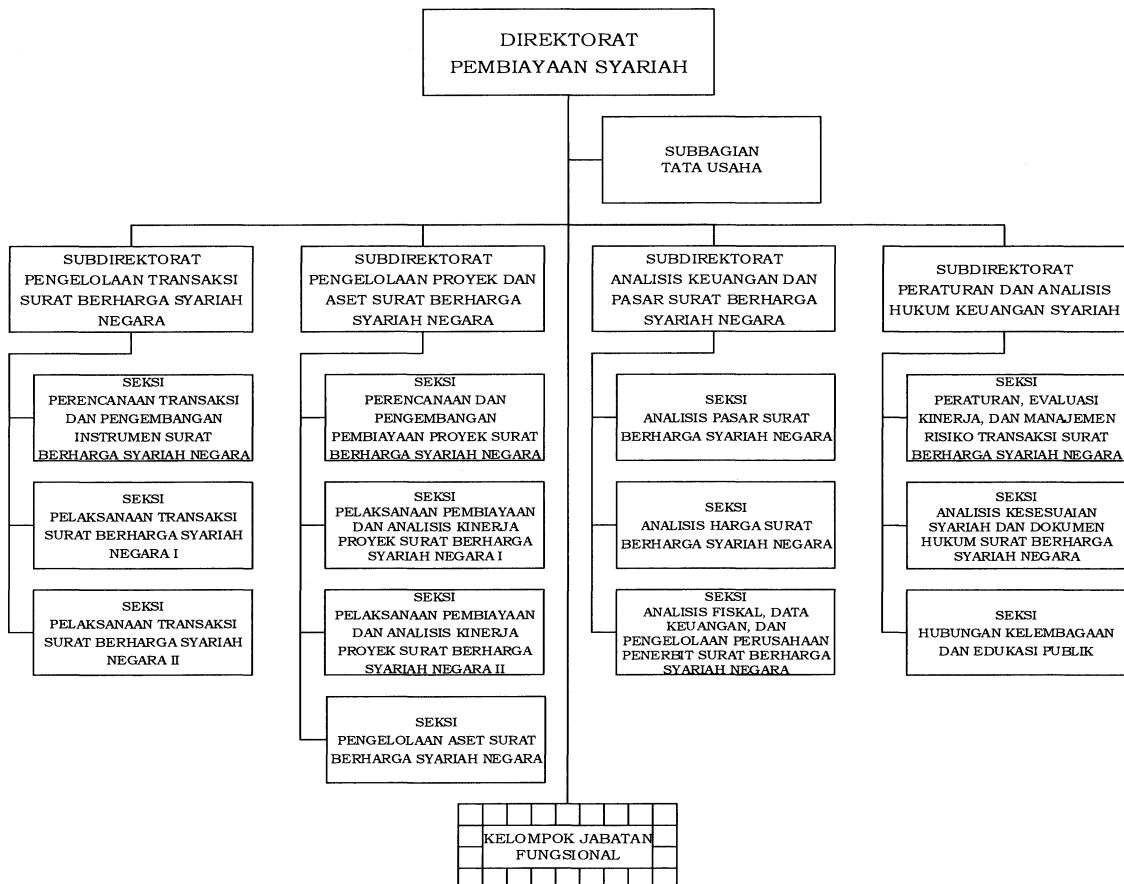 DIREKTORAT
PEMBIAYAAN SYARIAH
SUBBAGIAN
TATA USAHA
SUBDIREKTORAT
PENGELOLAAN TRANSAKSI
SURAT BERHARGA SYARIAH
NEGARA
SUBDIREKTORAT
PENGELOLAAN PROYEK DAN
ASET SURAT BERHARGA
SYARIAH NEGARA
SUBDIREKTORAT
ANALISIS KEUANGAN DAN
PASAR SURAT BERHARGA
SYARIAH NEGARA
SUBDIREKTORAT
PERATURAN DAN ANALISIS
HUKUM KEUANGAN SYARIAH
SEKSI
PERENCANAAN TRANSAKSI
DAN PENGEMBANGAN
INSTRUMEN SURAT
BERHARGA SYARIAH NEGARA
SEKSI
PERENCANAAN DAN
PENGEMBANGAN
PEMBIAYAAN PROYEK SURAT
BERHARGA SYARIAH NEGARA
SEKSI
ANALISIS PASAR SURAT
BERHARGA SYARIAH NEGARA
SEKSI
PERATURAN, EVALUASI
KINERJA, DAN MANAJEMEN
RISIKO TRANSAKSI SURAT
BERHARGA SYARIAH NEGARA
SEKSI
PELAKSANAAN TRANSAKSI
SURAT BERHARGA SYARIAH
NEGARA I
SEKSI
PELAKSANAAN PEMBIAYAAN
DAN ANALISIS KINERJA
PROYEK SURAT BERHARGA
SYARIAH NEGARA I
SEKSI
ANALISIS HARGA SURAT
BERHARGA SYARIAH NEGARA
SEKSI
ANALISIS KESESUAIAN
SYARIAH DAN DOKUMEN
HUKUM SURAT BERHARGA
SYARIAH NEGARA
SEKSI
PELAKSANAAN TRANSAKSI
SURAT BERHARGA SYARIAH
NEGARA II
SEKSI
PELAKSANAAN PEMBIAYAAN
DAN ANALISIS KINERJA
PROYEK SURAT BERHARGA
SYARIAH NEGARA II
SEKSI
ANALISIS FISKAL, DATA
KEUANGAN, DAN
PENGELOLAAN PERUSAHAAN
PENERBIT SURAT BERHARGA
SYARIAH NEGARA
SEKSI
HUBUNGAN KELEMBAGAAN
DAN EDUKASI PUBLIK
SEKSI
PENGELOLAAN ASET SURAT
BERHARGA SYARIAH NEGARA
KELOMPOK JABATAN
FUNGSIONAL